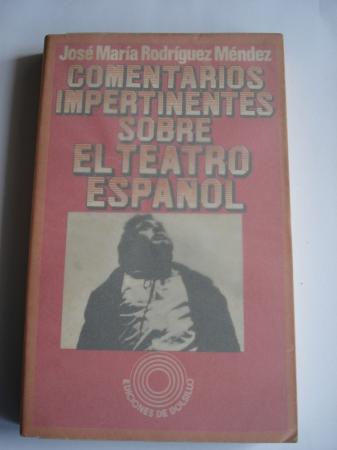 José María Rodríguez Méndez
COMENTARIOS
IMPERTINENTES
SOBRE
EL TEATRO
ESPAÑOL
EDICIONES DE BOLSILLO